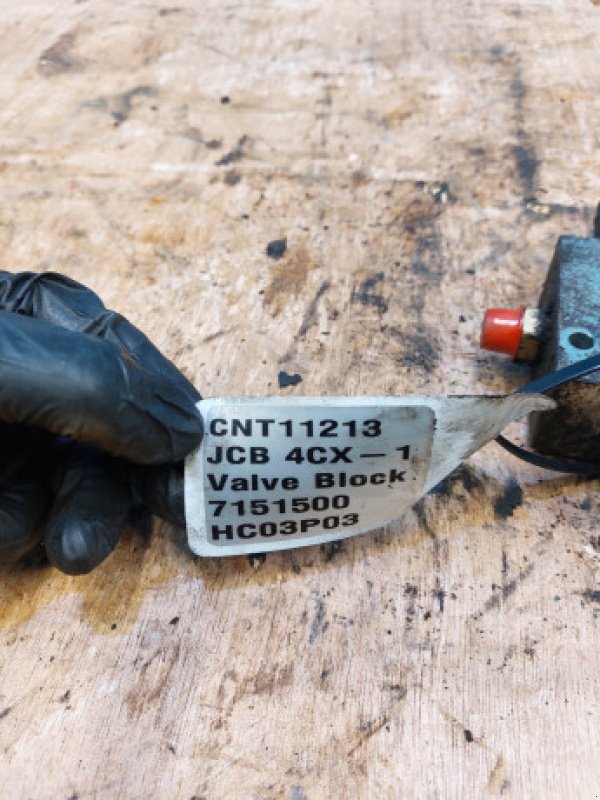 CNT11213
JCB 4CX – 1
Valve Block
7151500
HC03P03